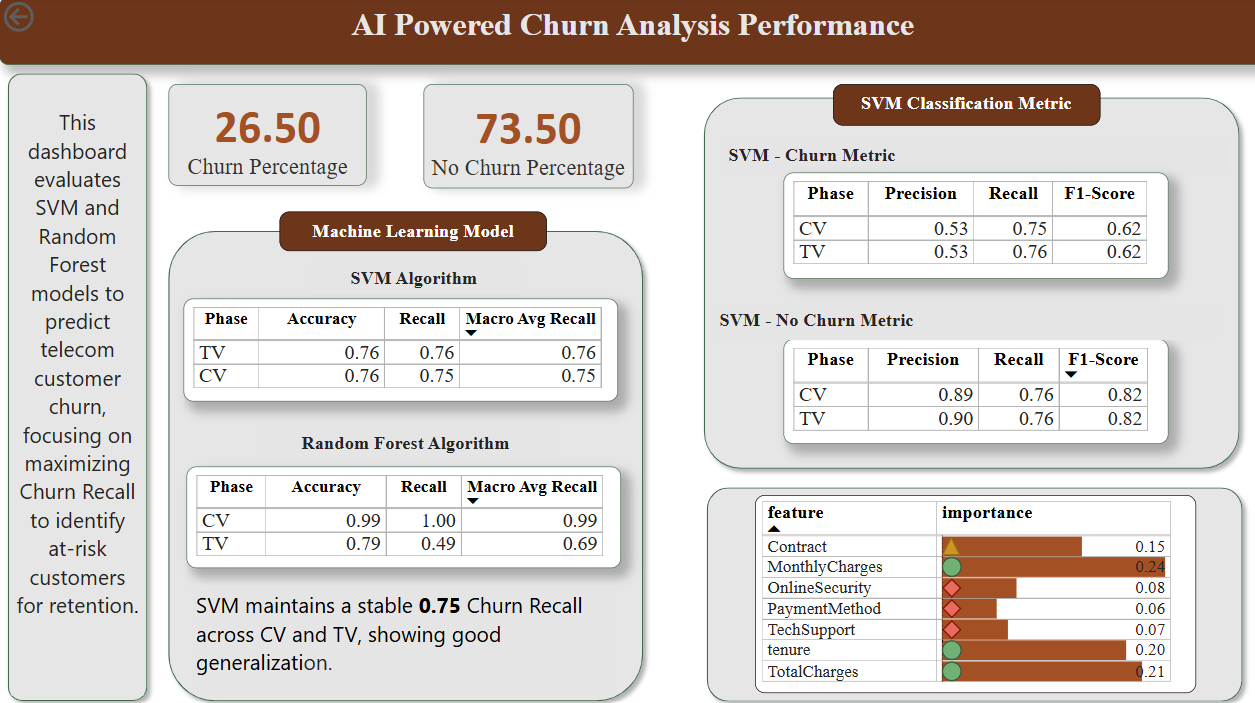 AI Powered Churn Analysis Performance
This
dashboard
evaluates
SVM and
Random
Forest
models to
predict
telecom
customer
churn,
focusing on
maximizing
Churn Recall
to identify
at-risk
customers
for retention.
26.50
Churn Percentage
73.50
No Churn Percentage
Machine Learning Model
SVM Algorithm
Phase Accuracy Recall Macro Avg Recall
TV 0.76 0.76 0.76
CV 0.76 0.75 0.75
Random Forest Algorithm
Phase Accuracy Recall Macro Avg Recall
CV 0.99 1.00 0.99
TV 0.79 0.49 0.69
SVM maintains a stable 0.75 Churn Recall
across CV and TV, showing good
generalization.
SVM Classification Metric
SVM - Churn Metric
Phase Precision Recall F1-Score
CV 0.53 0.75 0.62
TV 0.53 0.76 0.62
SVM - No Churn Metric
Phase Precision Recall F1-Score
CV 0.89 0.76 0.82
TV 0.90 0.76 0.82
feature importance
Contract 0.15
MonthlyCharges 0.24
OnlineSecurity 0.08
PaymentMethod 0.06
TechSupport 0.07
tenure 0.20
TotalCharges 0.21